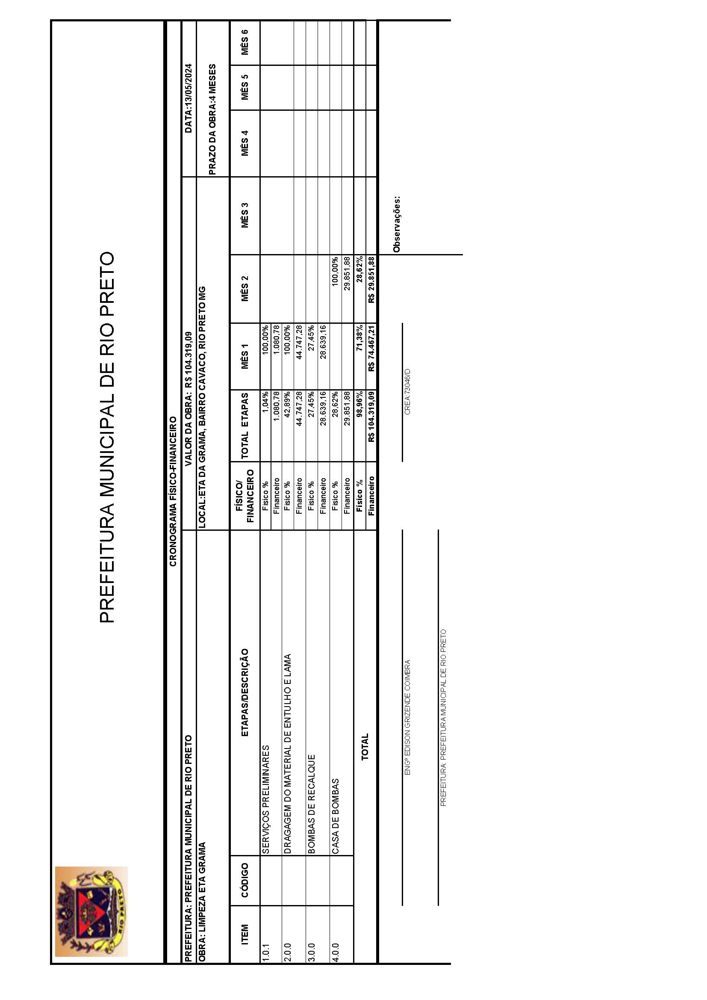 PREFEITURA MUNICIPAL DE RIO PRETO
RIO PRETO
CRONOGRAMA FÍSICO-FINANCEIRO
PREFEITURA: PREFEITURA MUNICIPAL DE RIO PRETO VALOR DA OBRA: R$ 104.319,09 DATA:13/05/2024
OBRA: LIMPEZA ETA GRAMA LOCAL:ETA DA GRAMA, BAIRRO CAVACO, RIO PRETO MG
PRAZO DA OBRA:4 MESES
ITEM CÓDIGO ETAPAS/DESCRIÇÃO FÍSICO/ FINANCEIRO TOTAL ETAPAS MÊS 1 MÊS 2 MÊS 3 MÊS 4 MÊS 5 MÊS 6
1.0.1 SERVIÇOS PRELIMINARES Físico % 1,04% 100,00%
Financeiro 1.080,78 1.080,78
2.0.0 DRAGAGEM DO MATERIAL DE ENTULHO E LAMA Físico % 42,89% 100,00%
Financeiro 44.747,28 44.747,28
3.0.0 BOMBAS DE RECALQUE Físico % 27,45% 27,45%
Financeiro 28.639,16 28.639,16
4.0.0 CASA DE BOMBAS Físico % 28,62% 100,00%
Financeiro 29.851,88 29.851,88
TOTAL Físico % 98,96% 71,38% 28,62%
Financeiro R$ 104.319,09 R$ 74.467,21 R$ 29.851,88
Observações:
ENGº EDISON GRIZENDE COIMBRA CREA:73046/D
PREFEITURA: PREFEITURA MUNICIPAL DE RIO PRETO